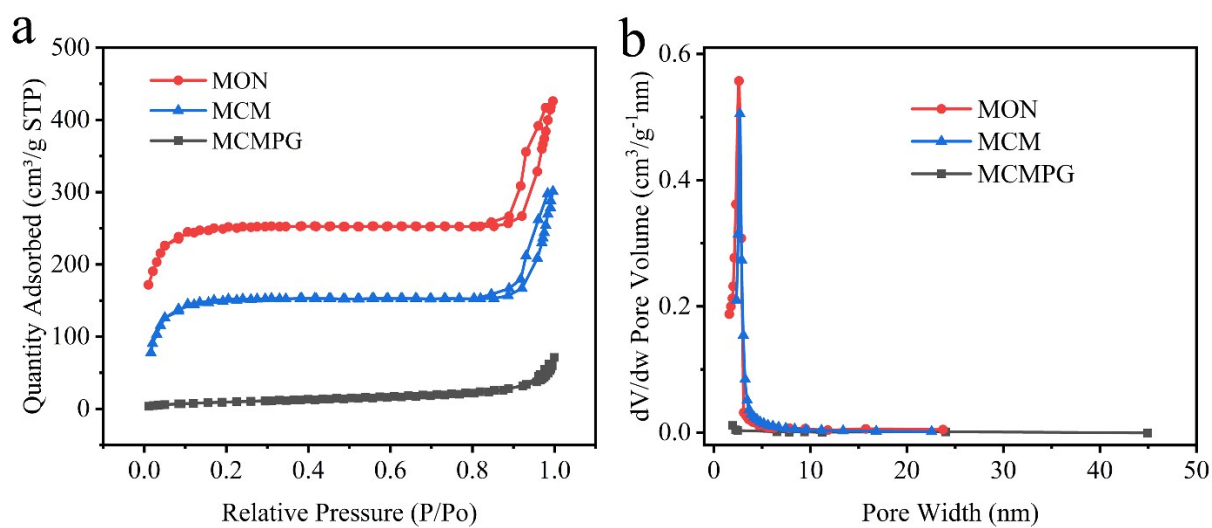 a
500
400
300
200
100
0
Quantity Adsorbed (cm³/g STP)
MON
MCM
MCMPG
0.0 0.2 0.4 0.6 0.8 1.0
Relative Pressure (P/Po)
b
0.6
0.4
0.2
0.0
dV/dw Pore Volume (cm³/g⁻¹nm)
MON
MCM
MCMPG
0 10 20 30 40 50
Pore Width (nm)